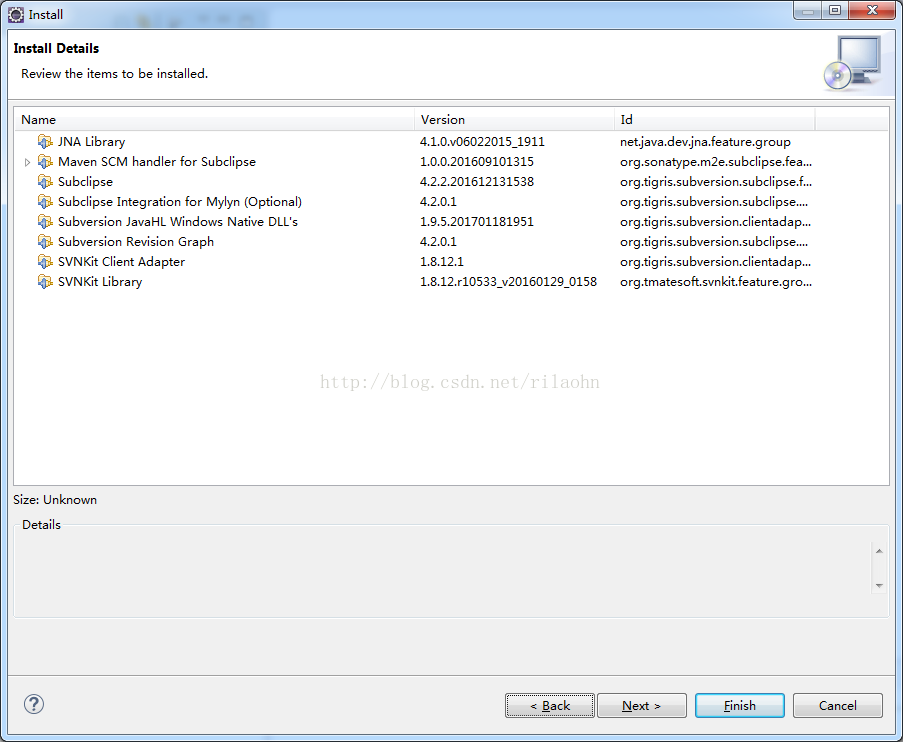 Install
Install Details
Review the items to be installed.
Name Version Id
JNA Library 4.1.0.v06022015_1911 net.java.dev.jna.feature.group
Maven SCM handler for Subclipse 1.0.0.201609101315 org.sonatype.m2e.subclipse.fea...
Subclipse 4.2.2.201612131538 org.tigris.subversion.subclipse.f...
Subclipse Integration for Mylyn (Optional) 4.2.0.1 org.tigris.subversion.subclipse....
Subversion JavaHL Windows Native DLL's 1.9.5.201701181951 org.tigris.subversion.clientadap...
Subversion Revision Graph 4.2.0.1 org.tigris.subversion.subclipse....
SVNKit Client Adapter 1.8.12.1 org.tigris.subversion.clientadap...
SVNKit Library 1.8.12.r10533_v20160129_0158 org.tmatesoft.svnkit.feature.gro...
http://blog.csdn.net/rilaohn
Size: Unknown
Details
? < Back Next > Finish Cancel